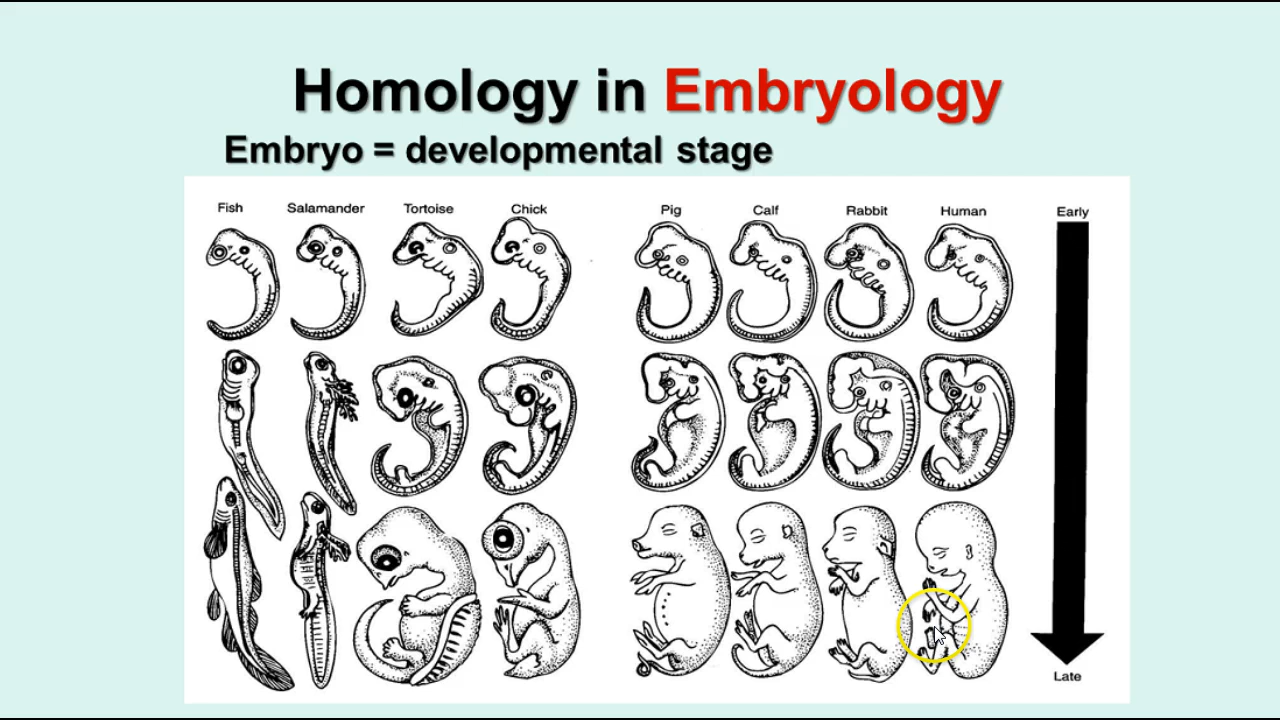 Homology in Embryology
Embryo = developmental stage
Fish Salamander Tortoise Chick Pig Calf Rabbit Human Early
Late